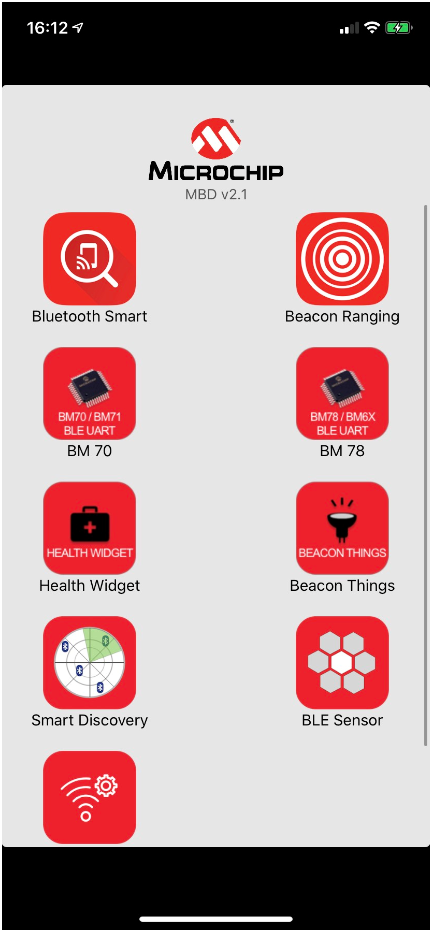 16:12
MICROCHIP
MBD v2.1
Bluetooth Smart
Beacon Ranging
BM70 / BM71
BLE UART
BM 70
BM78 / BM6X
BLE UART
BM 78
HEALTH WIDGET
Health Widget
BEACON THINGS
Beacon Things
Smart Discovery
BLE Sensor